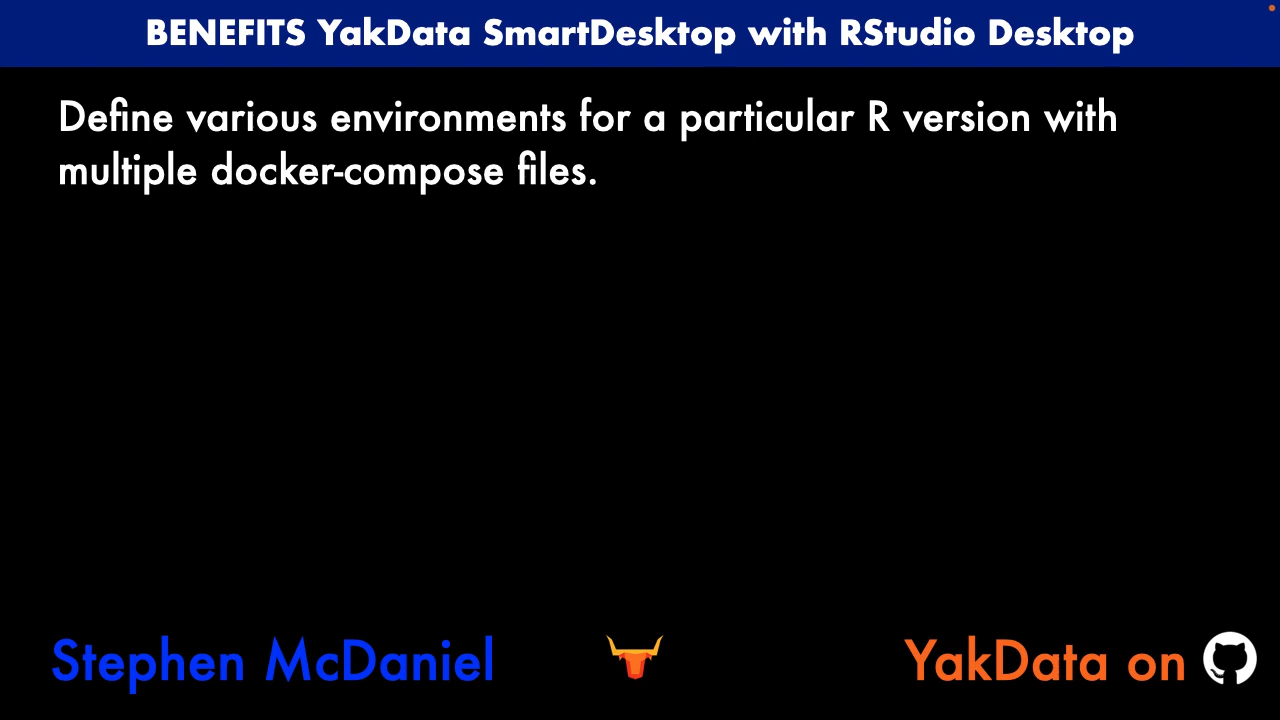 BENEFITS YakData SmartDesktop with RStudio Desktop
Define various environments for a particular R version with
multiple docker-compose files.
Stephen McDaniel
YakData on